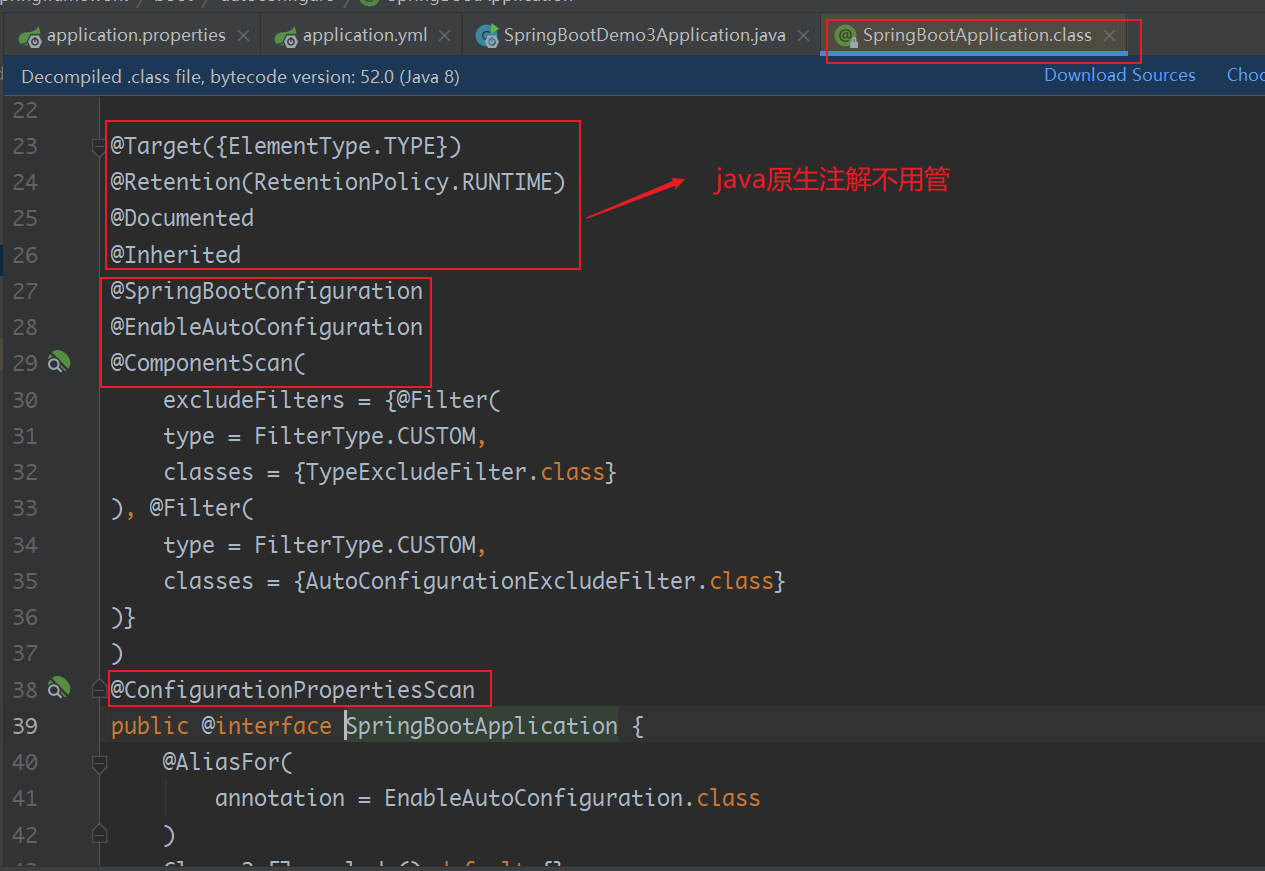 application.properties
application.yml
SpringBootDemo3Application.java
SpringBootApplication.class
Decompiled .class file, bytecode version: 52.0 (Java 8)
Download Sources
22
23 @Target({ElementType.TYPE})
24 @Retention(RetentionPolicy.RUNTIME)
java原生注解不用管
25 @Documented
26 @Inherited
27 @SpringBootConfiguration
28 @EnableAutoConfiguration
29 @ComponentScan(
30 excludeFilters = {@Filter(
31 type = FilterType.CUSTOM,
32 classes = {TypeExcludeFilter.class}
33 ), @Filter(
34 type = FilterType.CUSTOM,
35 classes = {AutoConfigurationExcludeFilter.class}
36 )}
37 )
38 @ConfigurationPropertiesScan
39 public @interface SpringBootApplication {
40 @AliasFor(
41 annotation = EnableAutoConfiguration.class
42 )